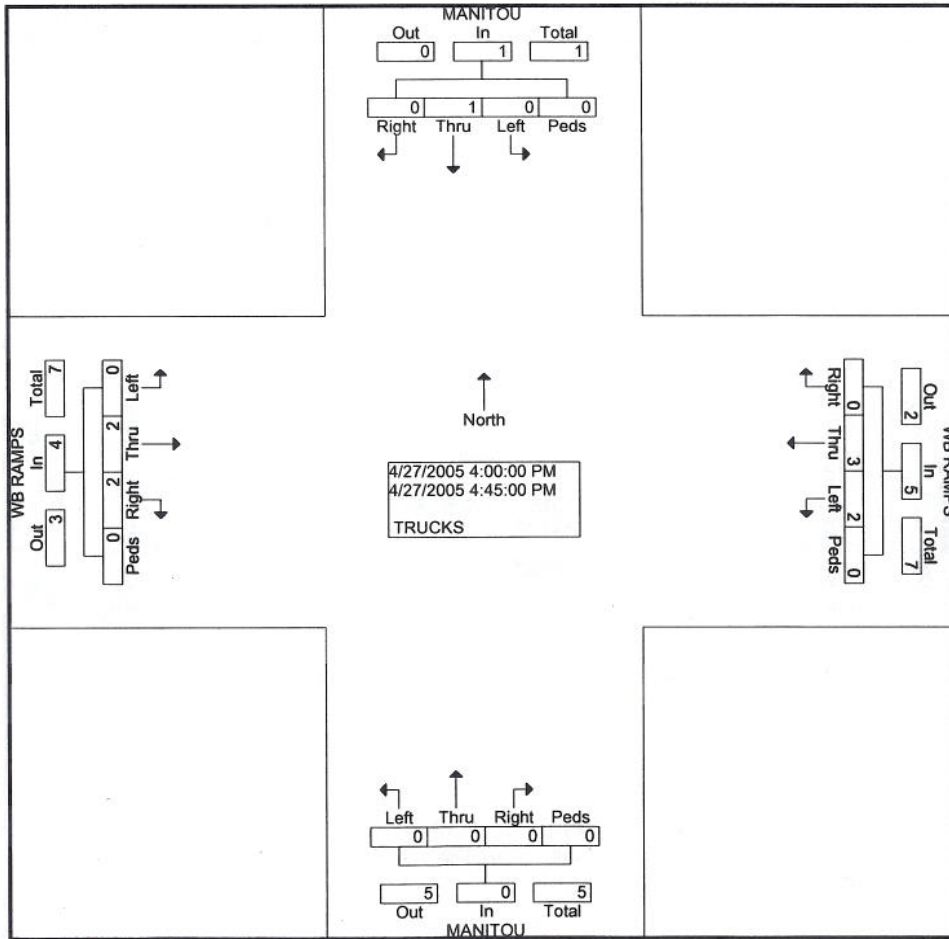 MANITOU
Out In Total
0 1 1
0 1 0 0
Right Thru Left Peds
WB RAMPS
Total In Out
7 4 3
0 2 2 0
Left Thru Right Peds
North
4/27/2005 4:00:00 PM
4/27/2005 4:45:00 PM
TRUCKS
Right Thru Left Peds
0 3 2 0
Out In Total
2 5 7
WB RAMPS
Left Thru Right Peds
0 0 0 0
5 0 5
Out In Total
MANITOU